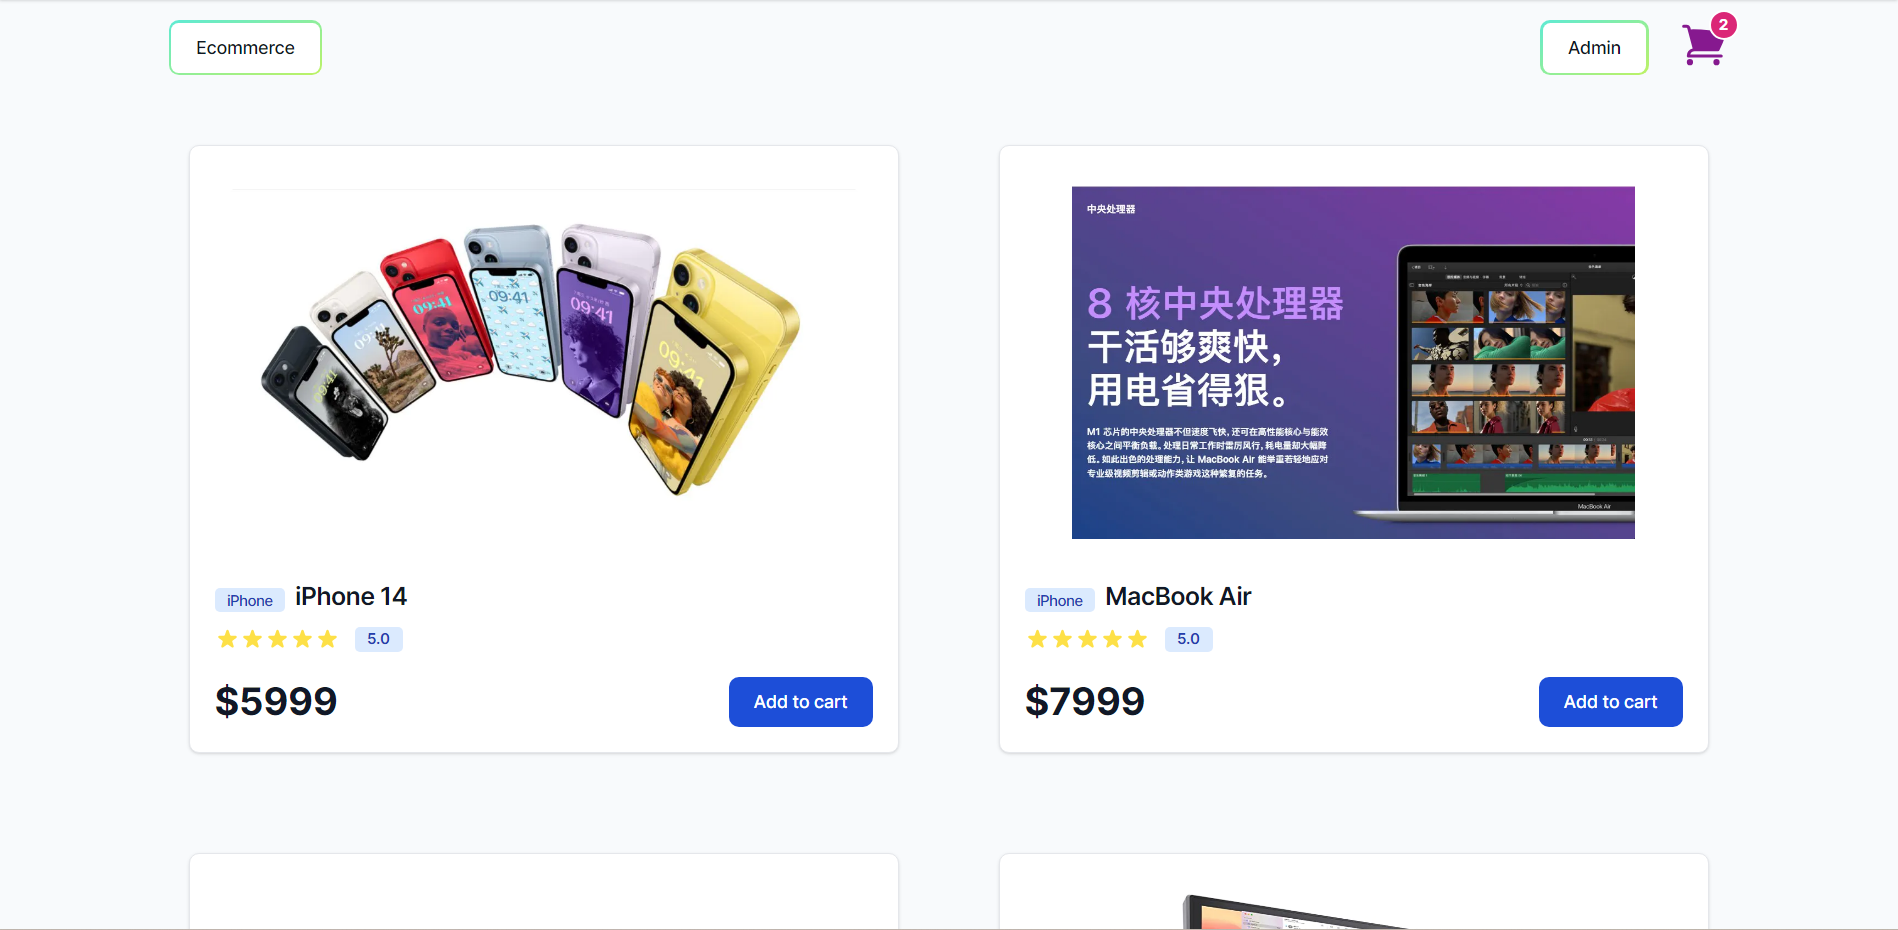 Ecommerce
Admin
2
09:41
09:41
09:41
09:41
09:41
中央处理器
8 核中央处理器
干活够爽快，
用电省得狠。
M1 芯片的中央处理器不但速度飞快，还可在高性能核心与能效
核心之间平衡负载。处理日常工作时雷厉风行，耗电量却大幅降
低。如此出色的处理能力，让 MacBook Air 能举重若轻地应对
专业级视频剪辑或动作类游戏这种繁复的任务。
MacBook Air
iPhone
iPhone 14
5.0
$5999
Add to cart
iPhone
MacBook Air
5.0
$7999
Add to cart